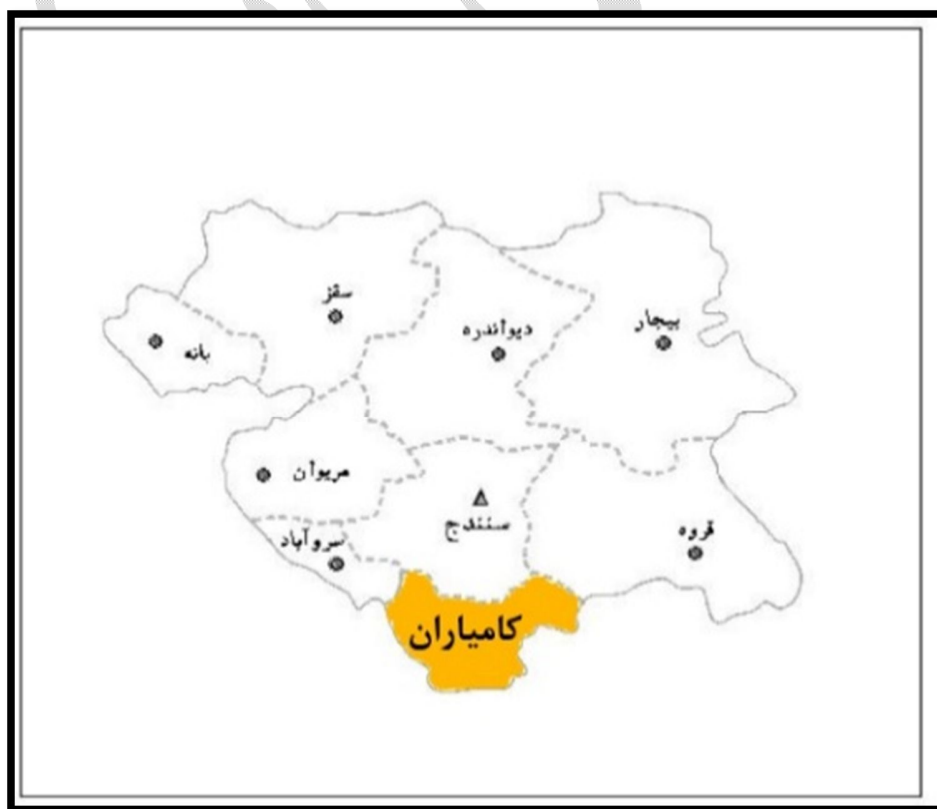 سقز
بیجار
دیواندره
بانه
مریوان
سنندج
قروه
سروآباد
کامیاران